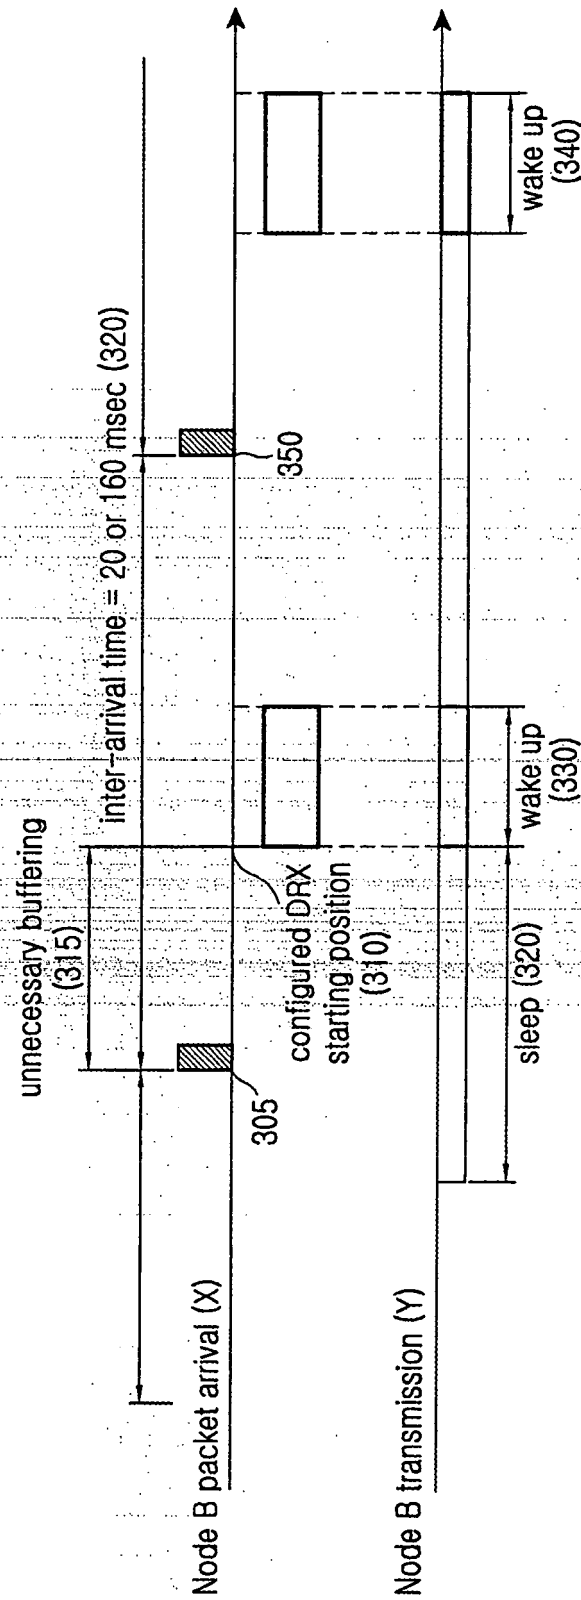 unnecessary buffering
(315)
inter-arrival time = 20 or 160 msec (320)
Node B packet arrival (X)
305
350
configured DRX
starting position
(310)
Node B transmission (Y)
sleep (320)
wake up
(330)
wake up
(340)